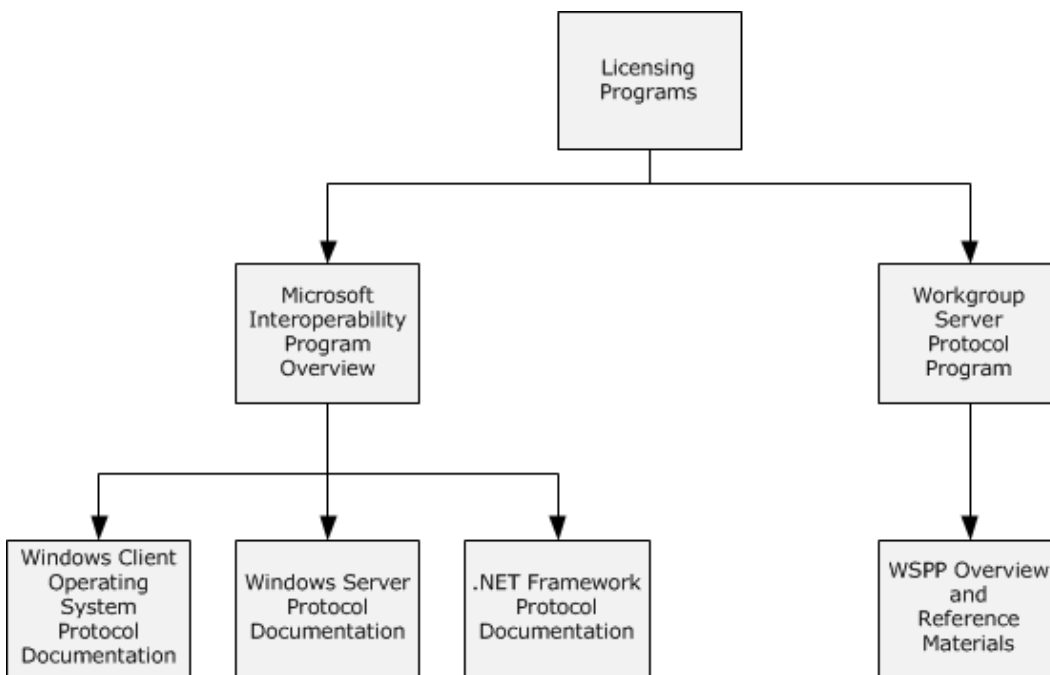 Licensing
Programs
Microsoft
Interoperability
Program
Overview
Workgroup
Server
Protocol
Program
Windows Client
Operating
System
Protocol
Documentation
Windows Server
Protocol
Documentation
.NET Framework
Protocol
Documentation
WSPP Overview
and
Reference
Materials